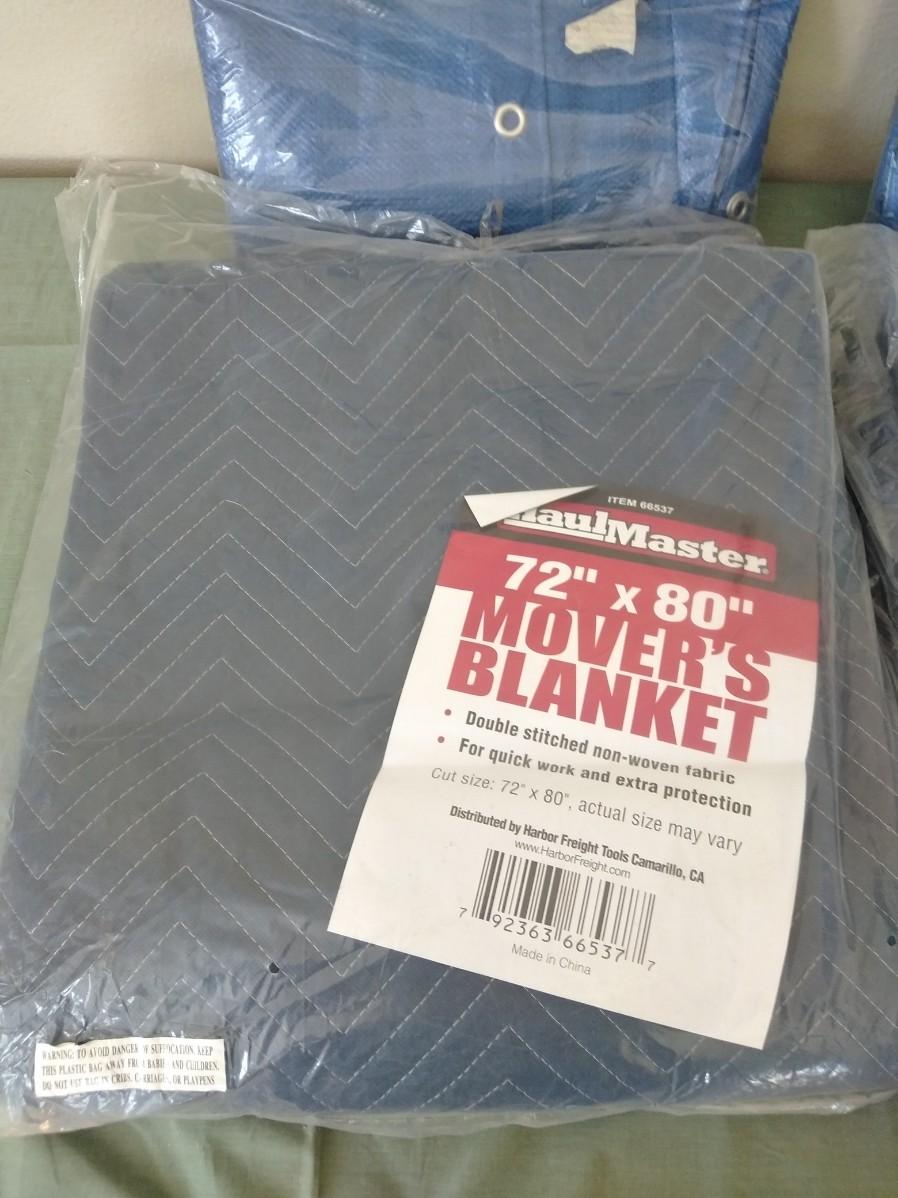 ITEM 66537
HaulMaster
72" x 80"
MOVER'S
BLANKET
• Double stitched non-woven fabric
• For quick work and extra protection
Cut size: 72" x 80", actual size may vary
Distributed by Harbor Freight Tools Camarillo, CA
www.HarborFreight.com
7 92363 66537 7
Made in China
WARNING: TO AVOID DANGER OF SUFFOCATION, KEEP
THIS PLASTIC BAG AWAY FROM BABIES AND CUILDREN.
DO NOT USE BAG IN CRIBS, CARRIAGES, OR PLAYPENS